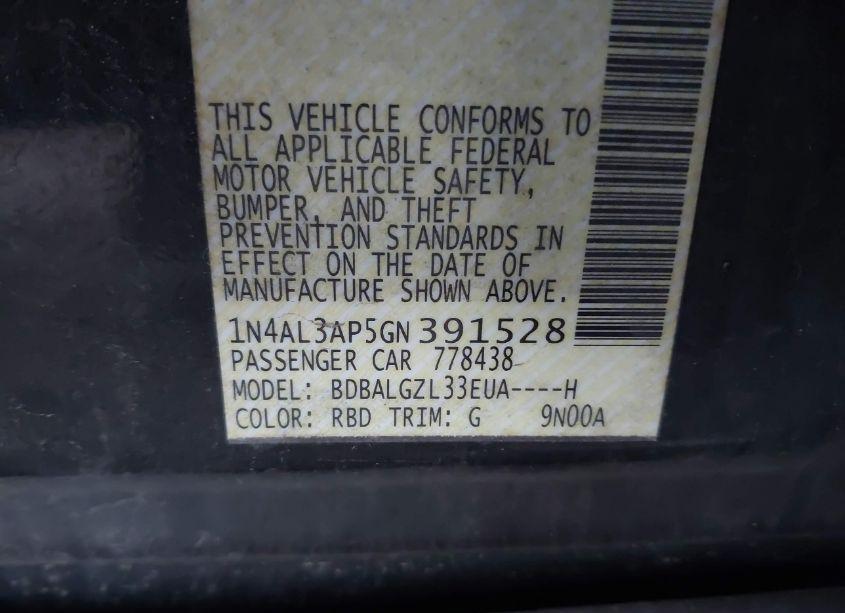 THIS VEHICLE CONFORMS TO
ALL APPLICABLE FEDERAL
MOTOR VEHICLE SAFETY,
BUMPER, AND THEFT
PREVENTION STANDARDS IN
EFFECT ON THE DATE OF
MANUFACTURE SHOWN ABOVE.
1N4AL3AP5GN391528
PASSENGER CAR 778438
MODEL: BDBALGZL33EUA----H
COLOR: RBD TRIM: G 9N00A